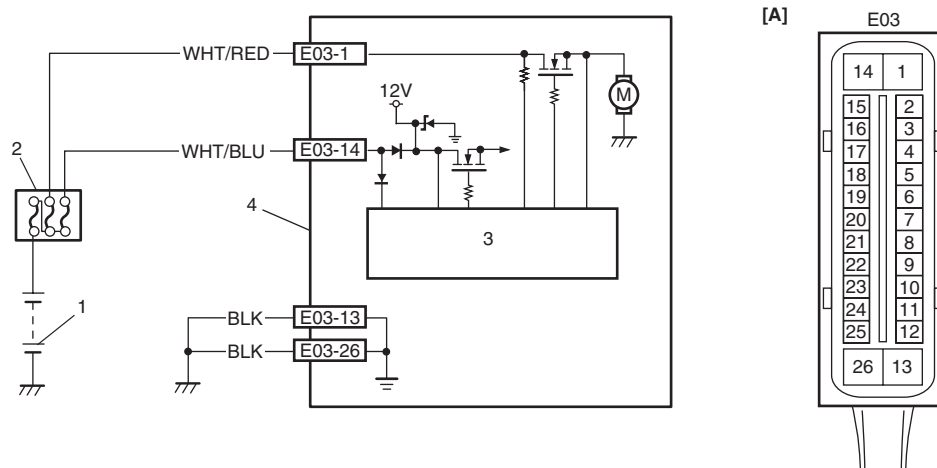 [A]
E03
WHT/RED
E03-1
12V
M
WHT/BLU
E03-14
2
4
3
1
BLK
E03-13
BLK
E03-26
14 1
15 2
16 3
17 4
18 5
19 6
20 7
21 8
22 9
23 10
24 11
25 12
26 13